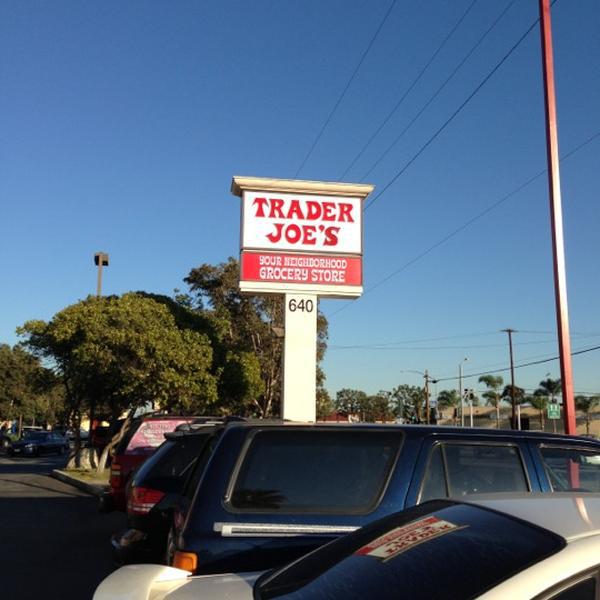 TRADER
JOE'S
YOUR NEIGHBORHOOD
GROCERY STORE
640